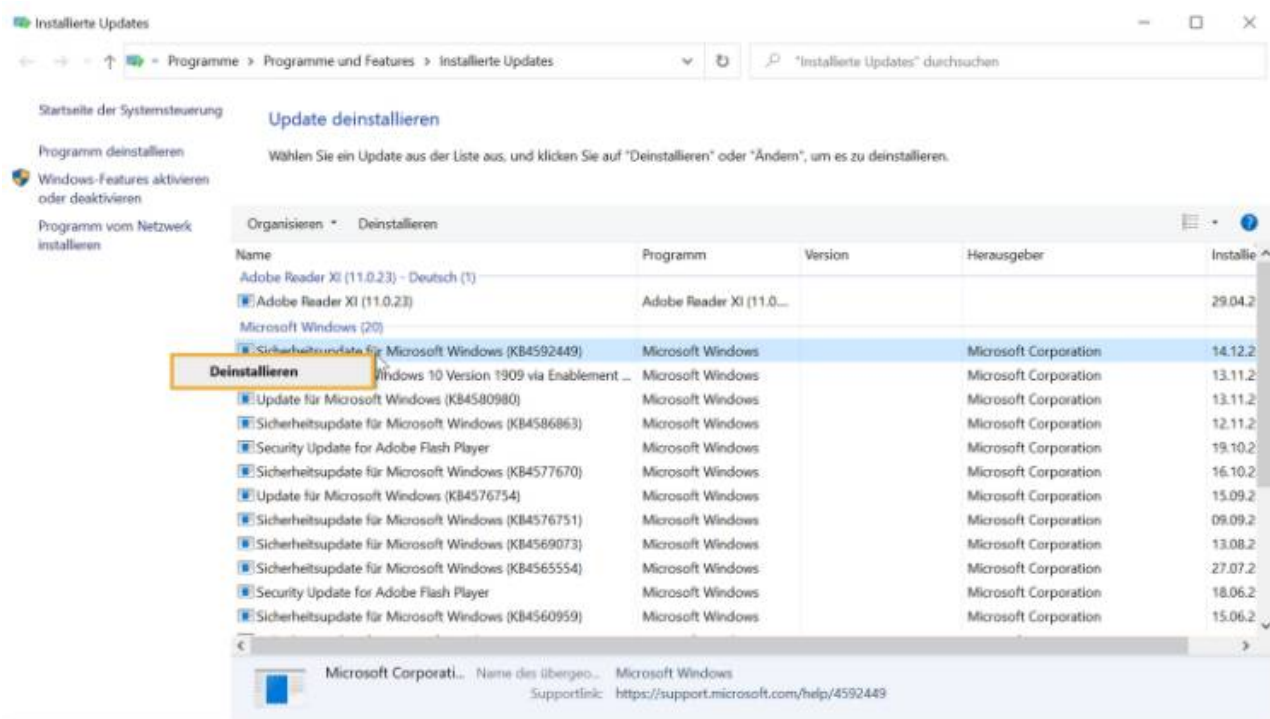 Installierte Updates
Programme > Programme und Features > Installierte Updates
"Installierte Updates" durchsuchen
Startseite der Systemsteuerung
Programm deinstallieren
Windows-Features aktivieren
oder deaktivieren
Programm vom Netzwerk
installieren
Update deinstallieren
Wählen Sie ein Update aus der Liste aus, und klicken Sie auf "Deinstallieren" oder "Ändern", um es zu deinstallieren.
Organisieren Deinstallieren
Name Programm Version Herausgeber Installie
Adobe Reader XI (11.0.23) - Deutsch (1)
Adobe Reader XI (11.0.23) Adobe Reader XI (11.0... 29.04.2
Microsoft Windows (20)
Sicherheitsupdate für Microsoft Windows (KB4592449) Microsoft Windows Microsoft Corporation 14.12.2
Deinstallieren
Windows 10 Version 1909 via Enablement ... Microsoft Windows Microsoft Corporation 13.11.2
Update für Microsoft Windows (KB4580980) Microsoft Windows Microsoft Corporation 13.11.2
Sicherheitsupdate für Microsoft Windows (KB4586863) Microsoft Windows Microsoft Corporation 12.11.2
Security Update for Adobe Flash Player Microsoft Windows Microsoft Corporation 19.10.2
Sicherheitsupdate für Microsoft Windows (KB4577670) Microsoft Windows Microsoft Corporation 16.10.2
Update für Microsoft Windows (KB4576754) Microsoft Windows Microsoft Corporation 15.09.2
Sicherheitsupdate für Microsoft Windows (KB4576751) Microsoft Windows Microsoft Corporation 09.09.2
Sicherheitsupdate für Microsoft Windows (KB4569073) Microsoft Windows Microsoft Corporation 13.08.2
Sicherheitsupdate für Microsoft Windows (KB4565554) Microsoft Windows Microsoft Corporation 27.07.2
Security Update for Adobe Flash Player Microsoft Windows Microsoft Corporation 18.06.2
Sicherheitsupdate für Microsoft Windows (KB4560959) Microsoft Windows Microsoft Corporation 15.06.2
Microsoft Corporati... Name des übergeo... Microsoft Windows
Supportlink: https://support.microsoft.com/help/4592449